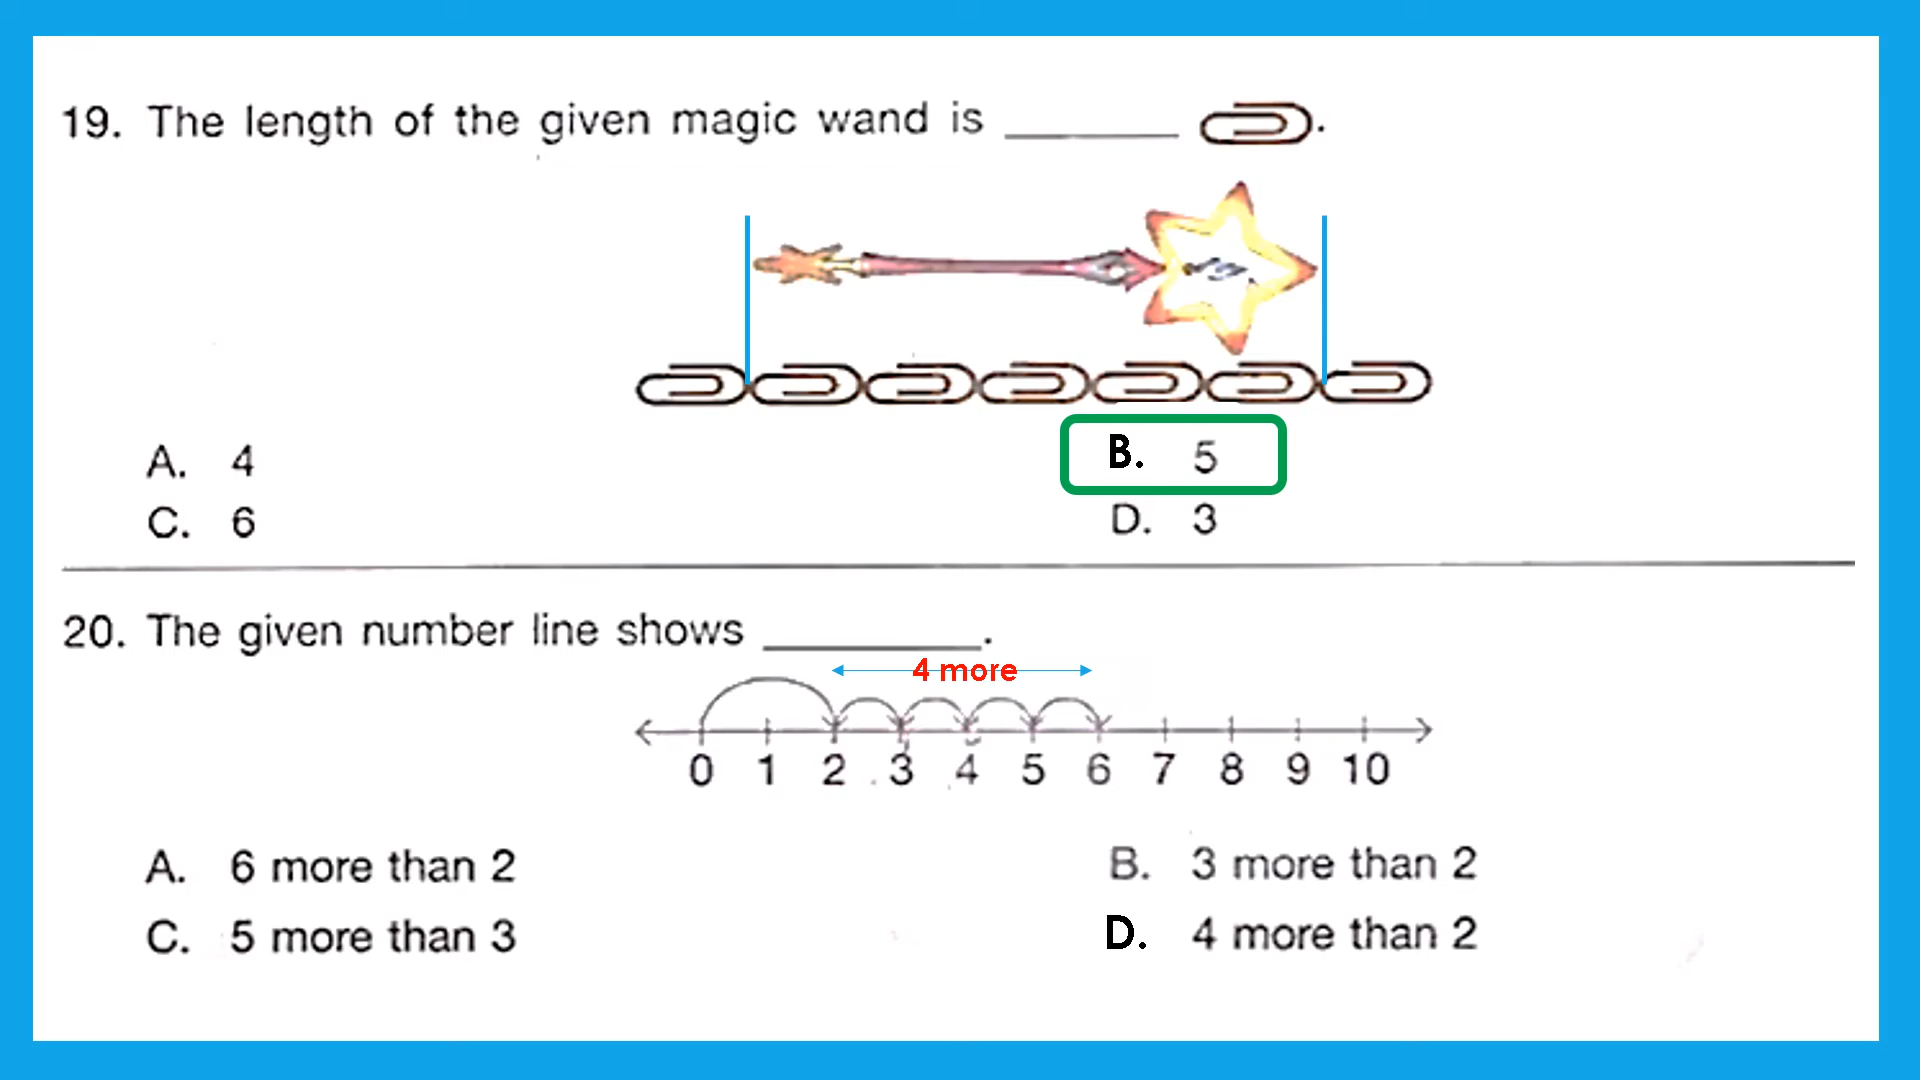 19. The length of the given magic wand is ________ .
A. 4
B. 5
C. 6
D. 3
20. The given number line shows __________.
4 more
0 1 2 3 4 5 6 7 8 9 10
A. 6 more than 2
B. 3 more than 2
C. 5 more than 3
D. 4 more than 2